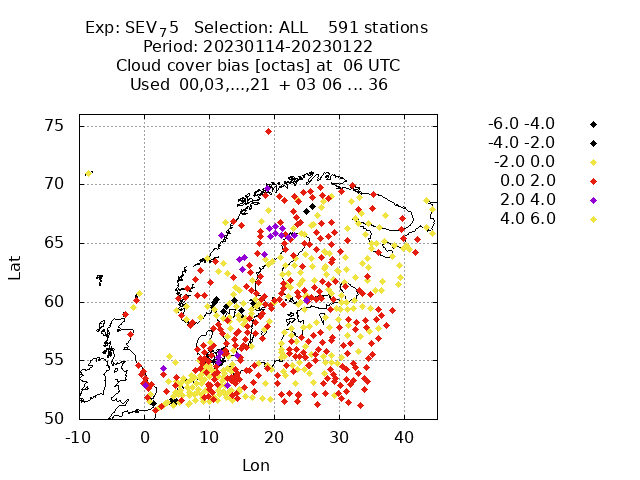 Exp: SEV₇5 Selection: ALL 591 stations
Period: 20230114-20230122
Cloud cover bias [octas] at 06 UTC
Used 00,03,...,21 + 03 06 ... 36
75
70
65
60
55
50
-10 0 10 20 30 40
Lat
Lon
-6.0 -4.0
-4.0 -2.0
-2.0 0.0
0.0 2.0
2.0 4.0
4.0 6.0